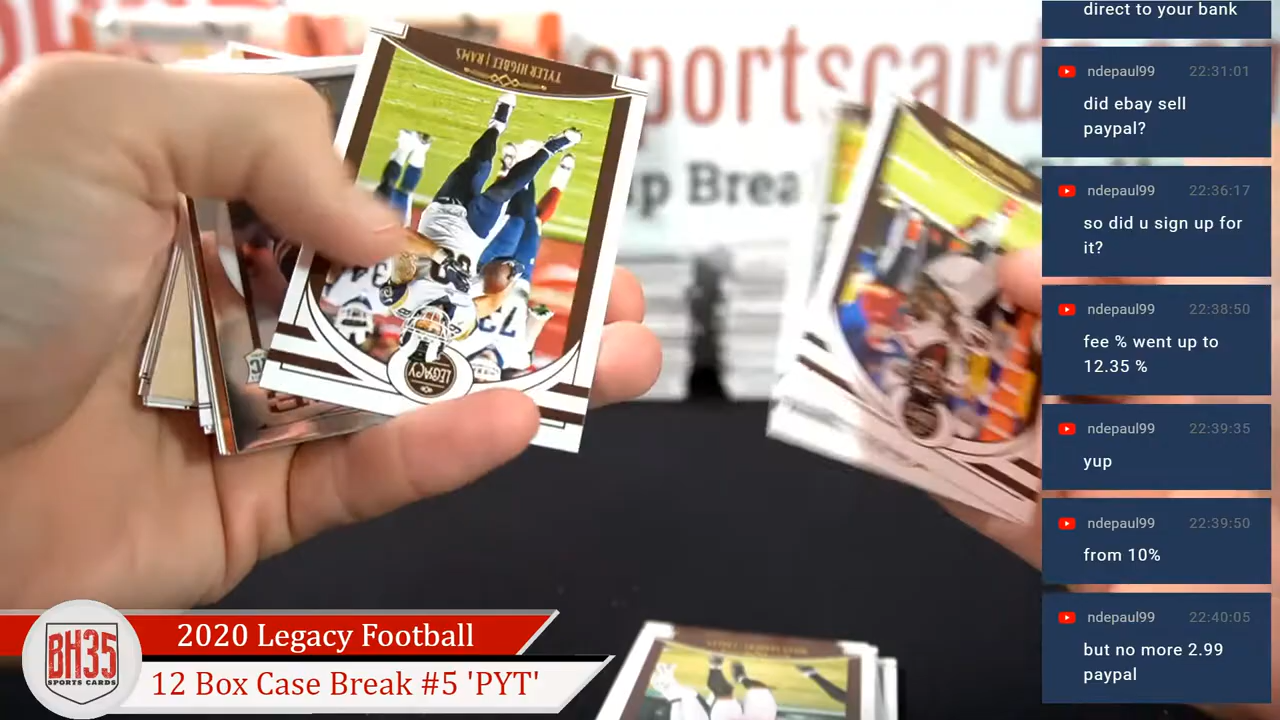 sportscards.
up Brea
TYLER HIGBEE | RAMS
LEGACY
34
direct to your bank
ndepaul99 22:31:01
did ebay sell
paypal?
ndepaul99 22:36:17
so did u sign up for
it?
ndepaul99 22:38:50
fee % went up to
12.35 %
ndepaul99 22:39:35
yup
ndepaul99 22:39:50
from 10%
ndepaul99 22:40:05
but no more 2.99
paypal
2020 Legacy Football
12 Box Case Break #5 'PYT'
BH35
SPORTS CARDS